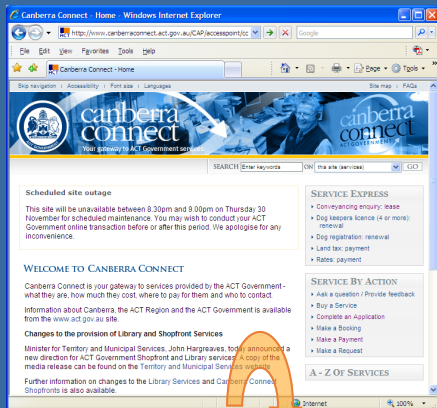 Canberra Connect - Home - Windows Internet Explorer
http://www.canberraconnect.act.gov.au/CAP/accesspoint/cc
Google
File Edit View Favorites Tools Help
Canberra Connect - Home
Page Tools
Skip navigation | Accessibility | Font size | Languages
Site map | FAQs
canberra
connect
Your gateway to ACT Government services
canberra
connect
ACT GOVERNMENT
SEARCH Enter keywords ON this site (services) GO
Scheduled site outage
This site will be unavailable between 8.30pm and 9.00pm on Thursday 30
November for scheduled maintenance. You may wish to conduct your ACT
Government online transaction before or after this period. We apologise for any
inconvenience.
WELCOME TO CANBERRA CONNECT
Canberra Connect is your gateway to services provided by the ACT Government -
what they are, how much they cost, where to pay for them and who to contact.
Information about Canberra, the ACT Region and the ACT Government is available
from the www.act.gov.au site.
Changes to the provision of Library and Shopfront Services
Minister for Territory and Municipal Services, John Hargreaves, today announced a
new direction for ACT Government Shopfront and Library services. A copy of the
media release can be found on the Territory and Municipal Services website
Further information on changes to the Library Services and Canberra Connect
Shopfronts is also available.
SERVICE EXPRESS
Conveyancing enquiry: lease
Dog keepers licence (4 or more):
renewal
Dog registration: renewal
Land tax: payment
Rates: payment
SERVICE BY ACTION
Ask a question / Provide feedback
Buy a Service
Complete an Application
Make a Booking
Make a Payment
Make a Request
A - Z OF SERVICES
Internet
100%